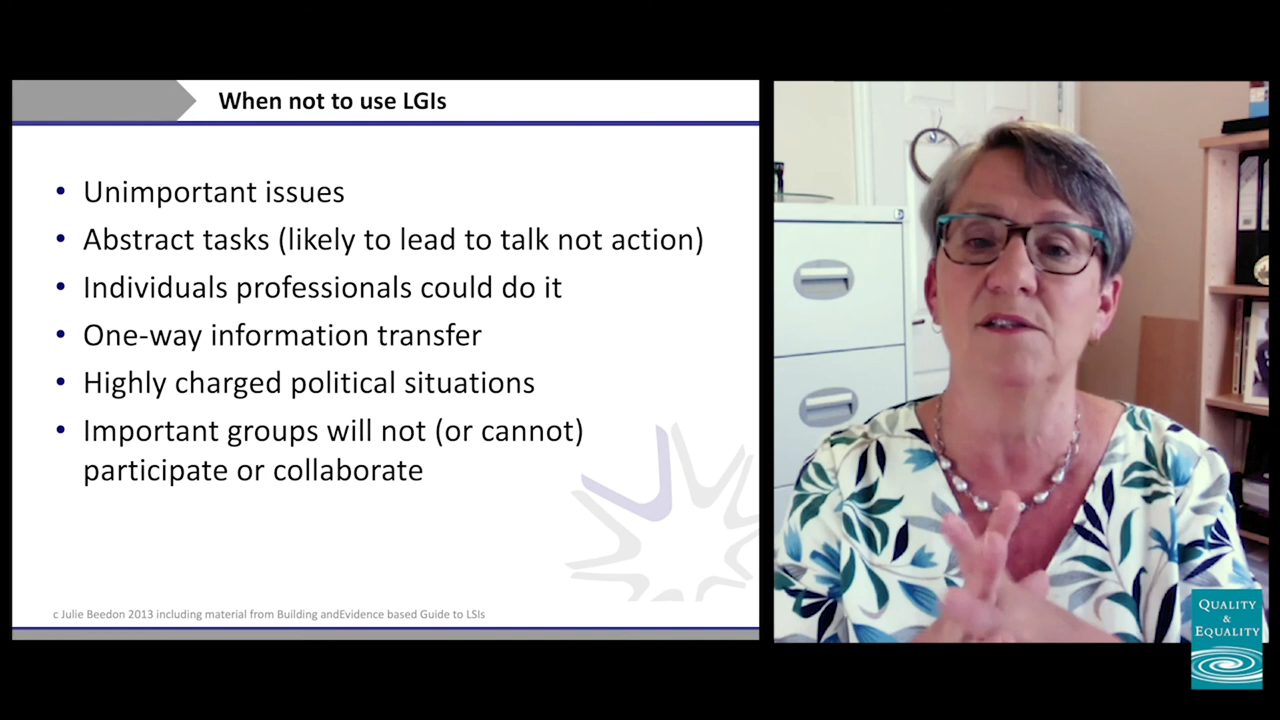 When not to use LGIs
• Unimportant issues
• Abstract tasks (likely to lead to talk not action)
• Individuals professionals could do it
• One-way information transfer
• Highly charged political situations
• Important groups will not (or cannot)
participate or collaborate
c Julie Beedon 2013 including material from Building andEvidence based Guide to LSIs
QUALITY
&
EQUALITY